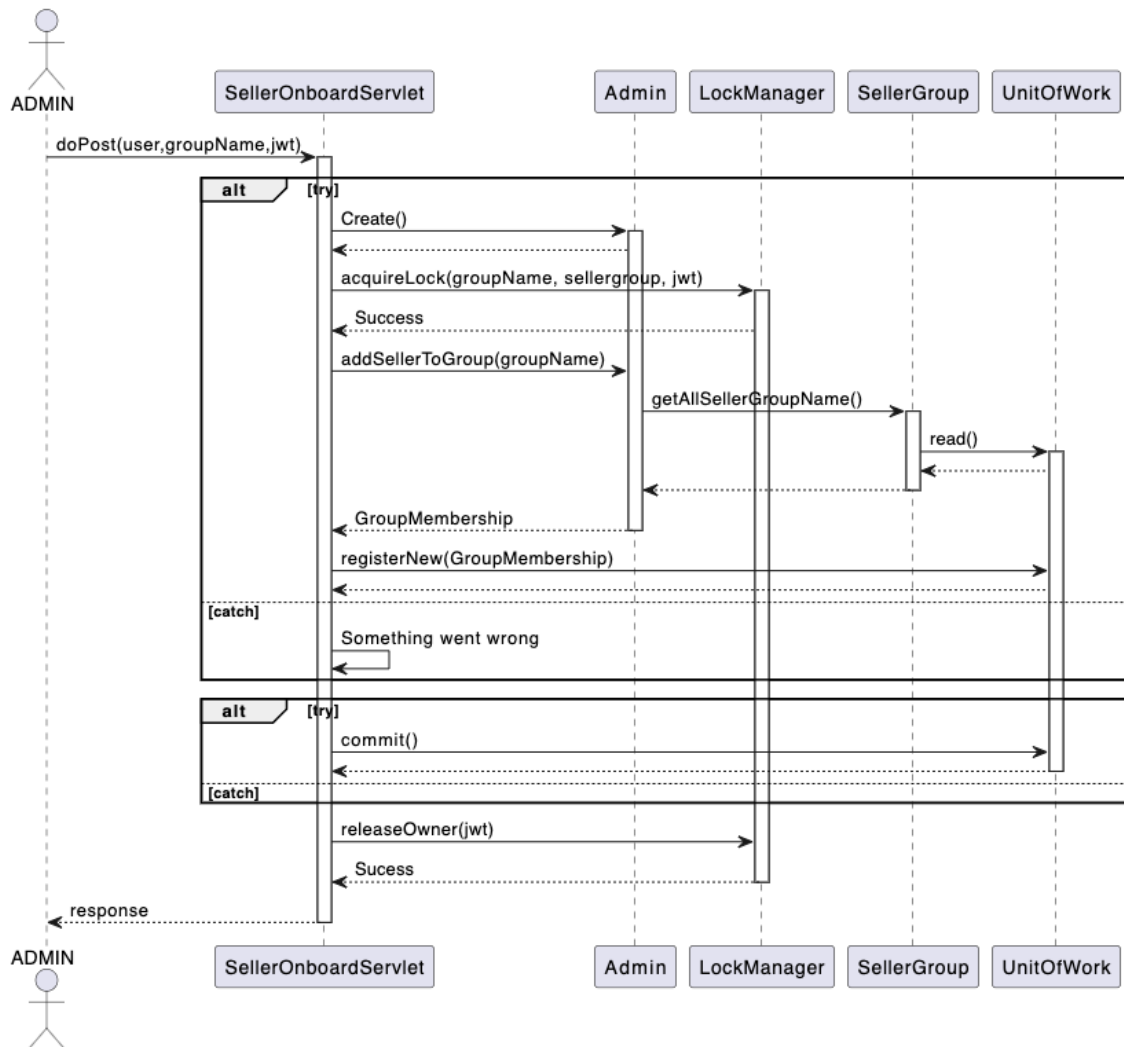 ADMIN
SellerOnboardServlet
Admin
LockManager
SellerGroup
UnitOfWork
doPost(user,groupName,jwt)
alt
[try]
Create()
acquireLock(groupName, sellergroup, jwt)
Success
addSellerToGroup(groupName)
getAllSellerGroupName()
read()
GroupMembership
registerNew(GroupMembership)
[catch]
Something went wrong
alt
[try]
commit()
[catch]
releaseOwner(jwt)
Sucess
response
ADMIN
SellerOnboardServlet
Admin
LockManager
SellerGroup
UnitOfWork